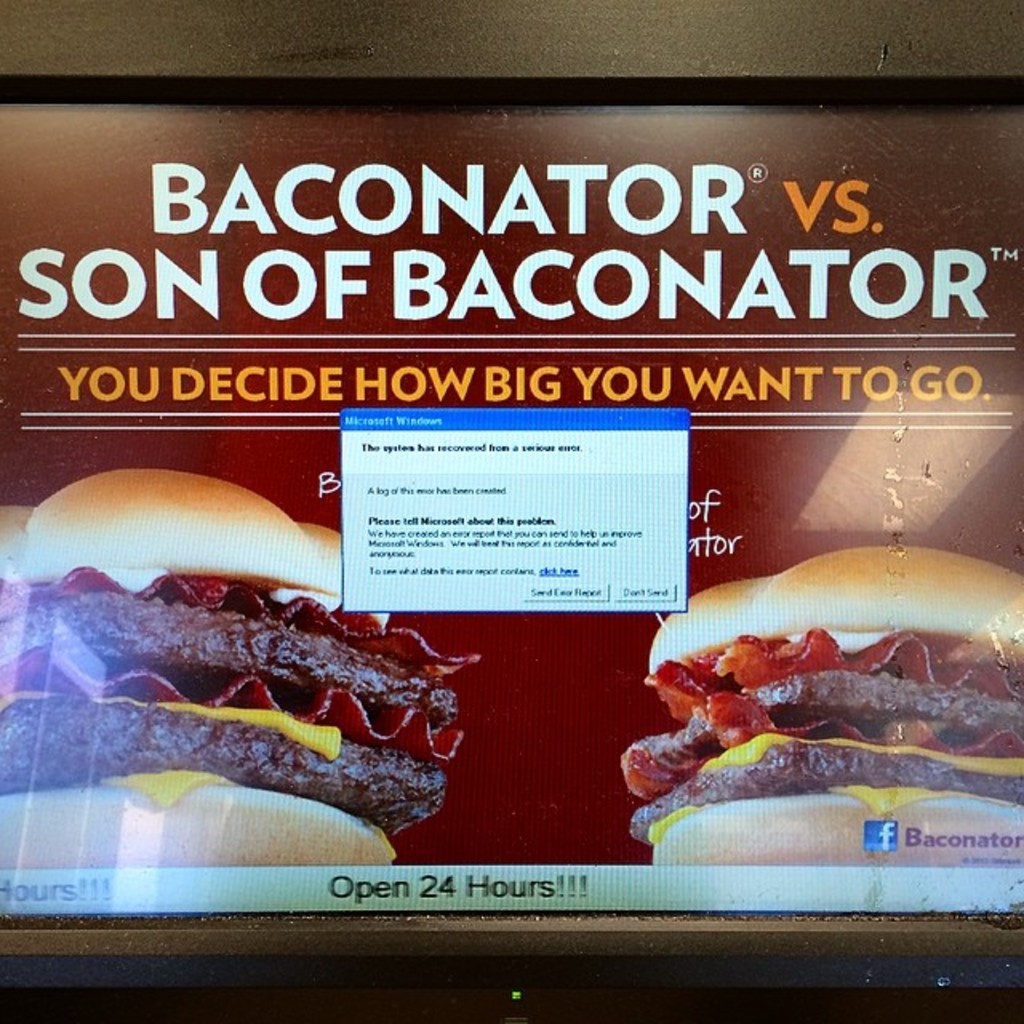 BACONATOR® VS.
SON OF BACONATOR™
YOU DECIDE HOW BIG YOU WANT TO GO.
Microsoft Windows
The system has recovered from a serious error.
A log of this error has been created.
Please tell Microsoft about this problem.
We have created an error report that you can send to help us improve
Microsoft Windows. We will treat this report as confidential and
anonymous.
To see what data this error report contains, click here.
Send Error Report Don't Send
B
of
ator
f Baconator
Hours!!! Open 24 Hours!!!